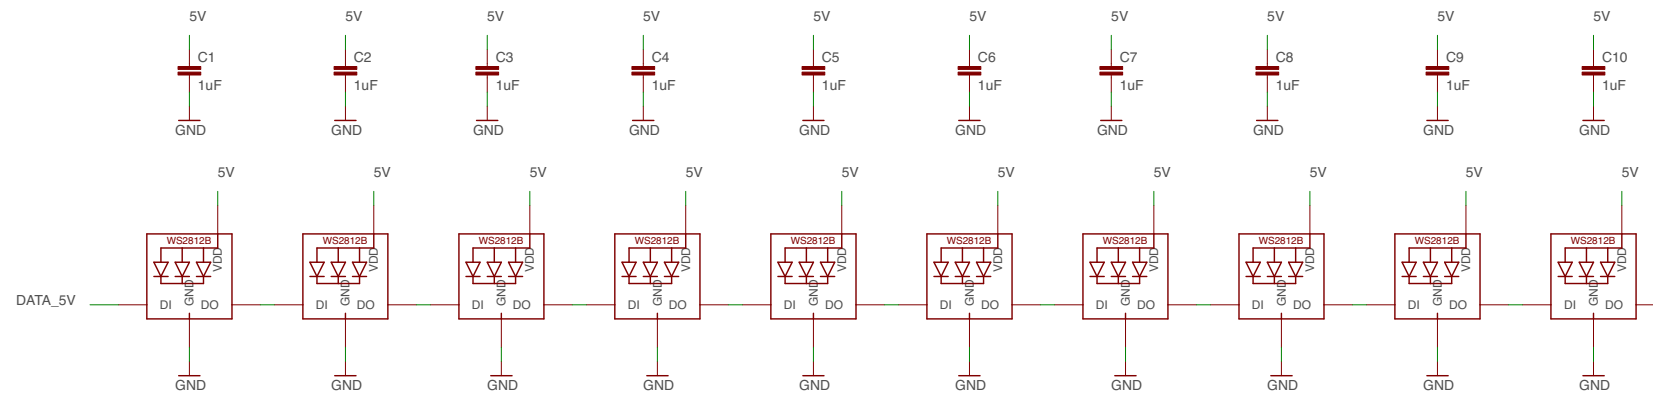 5V 5V 5V 5V 5V 5V 5V 5V 5V 5V
C1 C2 C3 C4 C5 C6 C7 C8 C9 C10
1uF 1uF 1uF 1uF 1uF 1uF 1uF 1uF 1uF 1uF
GND GND GND GND GND GND GND GND GND GND
5V 5V 5V 5V 5V 5V 5V 5V 5V 5V
WS2812B WS2812B WS2812B WS2812B WS2812B WS2812B WS2812B WS2812B WS2812B WS2812B
VDD VDD VDD VDD VDD VDD VDD VDD VDD VDD
GND GND GND GND GND GND GND GND GND GND
DATA_5V DI DO DI DO DI DO DI DO DI DO DI DO DI DO DI DO DI DO DI DO
GND GND GND GND GND GND GND GND GND GND